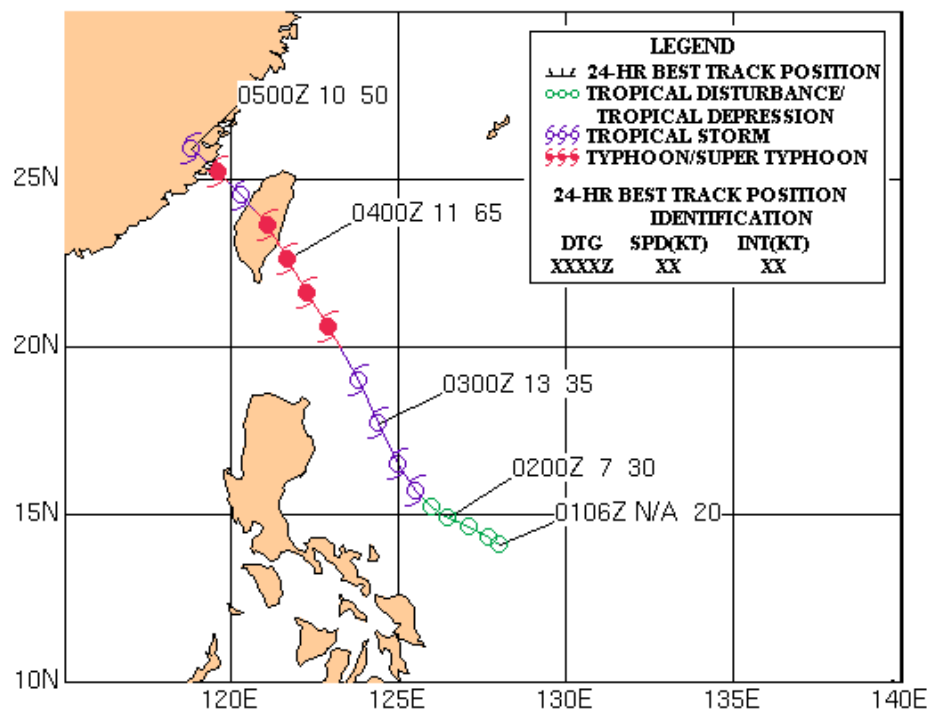 LEGEND
24-HR BEST TRACK POSITION
TROPICAL DISTURBANCE/
TROPICAL DEPRESSION
TROPICAL STORM
TYPHOON/SUPER TYPHOON
24-HR BEST TRACK POSITION
IDENTIFICATION
DTG SPD(KT) INT(KT)
XXXXZ XX XX
0500Z 10 50
25N
0400Z 11 65
20N
0300Z 13 35
0200Z 7 30
15N
0106Z N/A 20
10N
120E 125E 130E 135E 140E